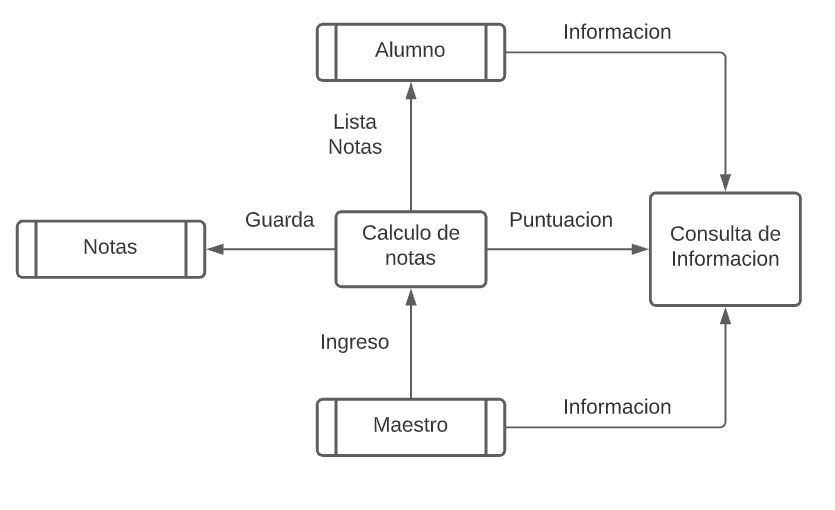 Informacion
Alumno
Lista
Notas
Guarda
Puntuacion
Calculo de
notas
Notas
Consulta de
Informacion
Ingreso
Informacion
Maestro